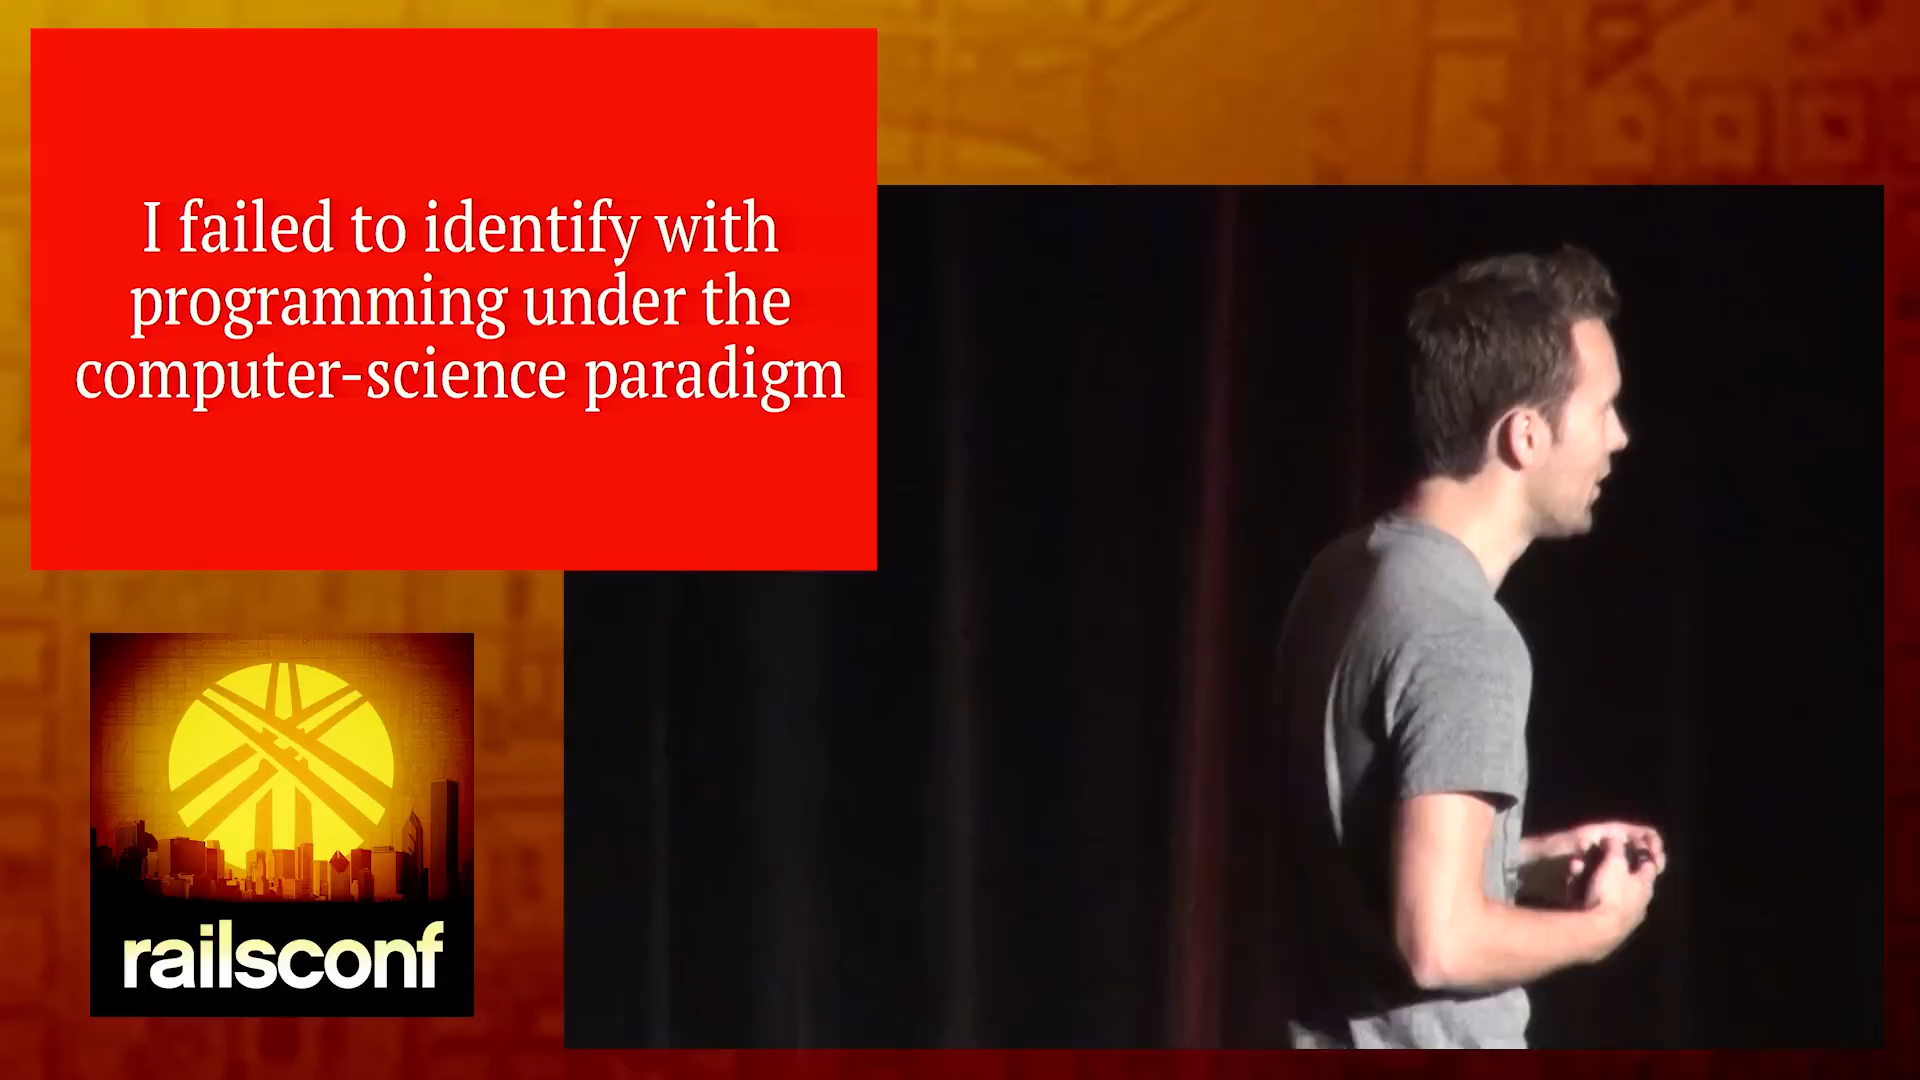 I failed to identify with
programming under the
computer-science paradigm
railsconf